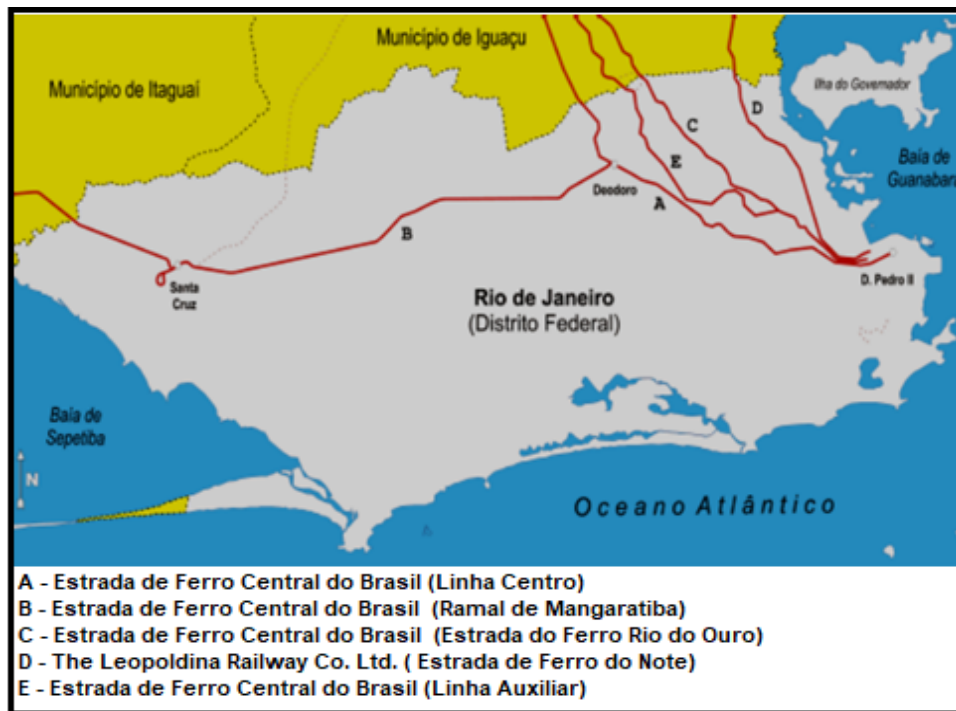 Município de Iguaçu
Município de Itaguaí
Ilha do Governador
D
C
Baía de
Guanabara
E
Deodoro
A
B
D. Pedro II
Santa
Cruz
Rio de Janeiro
(Distrito Federal)
Baía de
Sepetiba
N
Oceano Atlântico
A - Estrada de Ferro Central do Brasil (Linha Centro)
B - Estrada de Ferro Central do Brasil (Ramal de Mangaratiba)
C - Estrada de Ferro Central do Brasil (Estrada do Ferro Rio do Ouro)
D - The Leopoldina Railway Co. Ltd. ( Estrada de Ferro do Note)
E - Estrada de Ferro Central do Brasil (Linha Auxiliar)